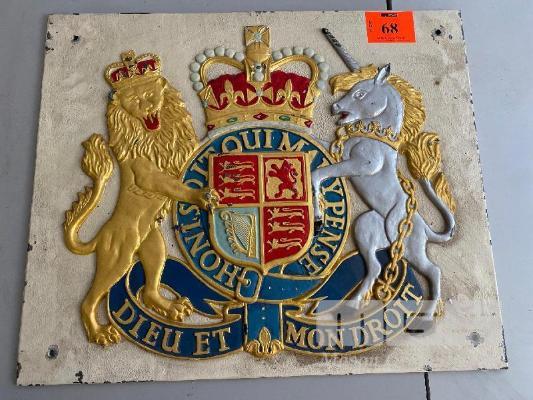 68
HONI SOIT QUI MAL Y PENSE
DIEU ET MON DROIT